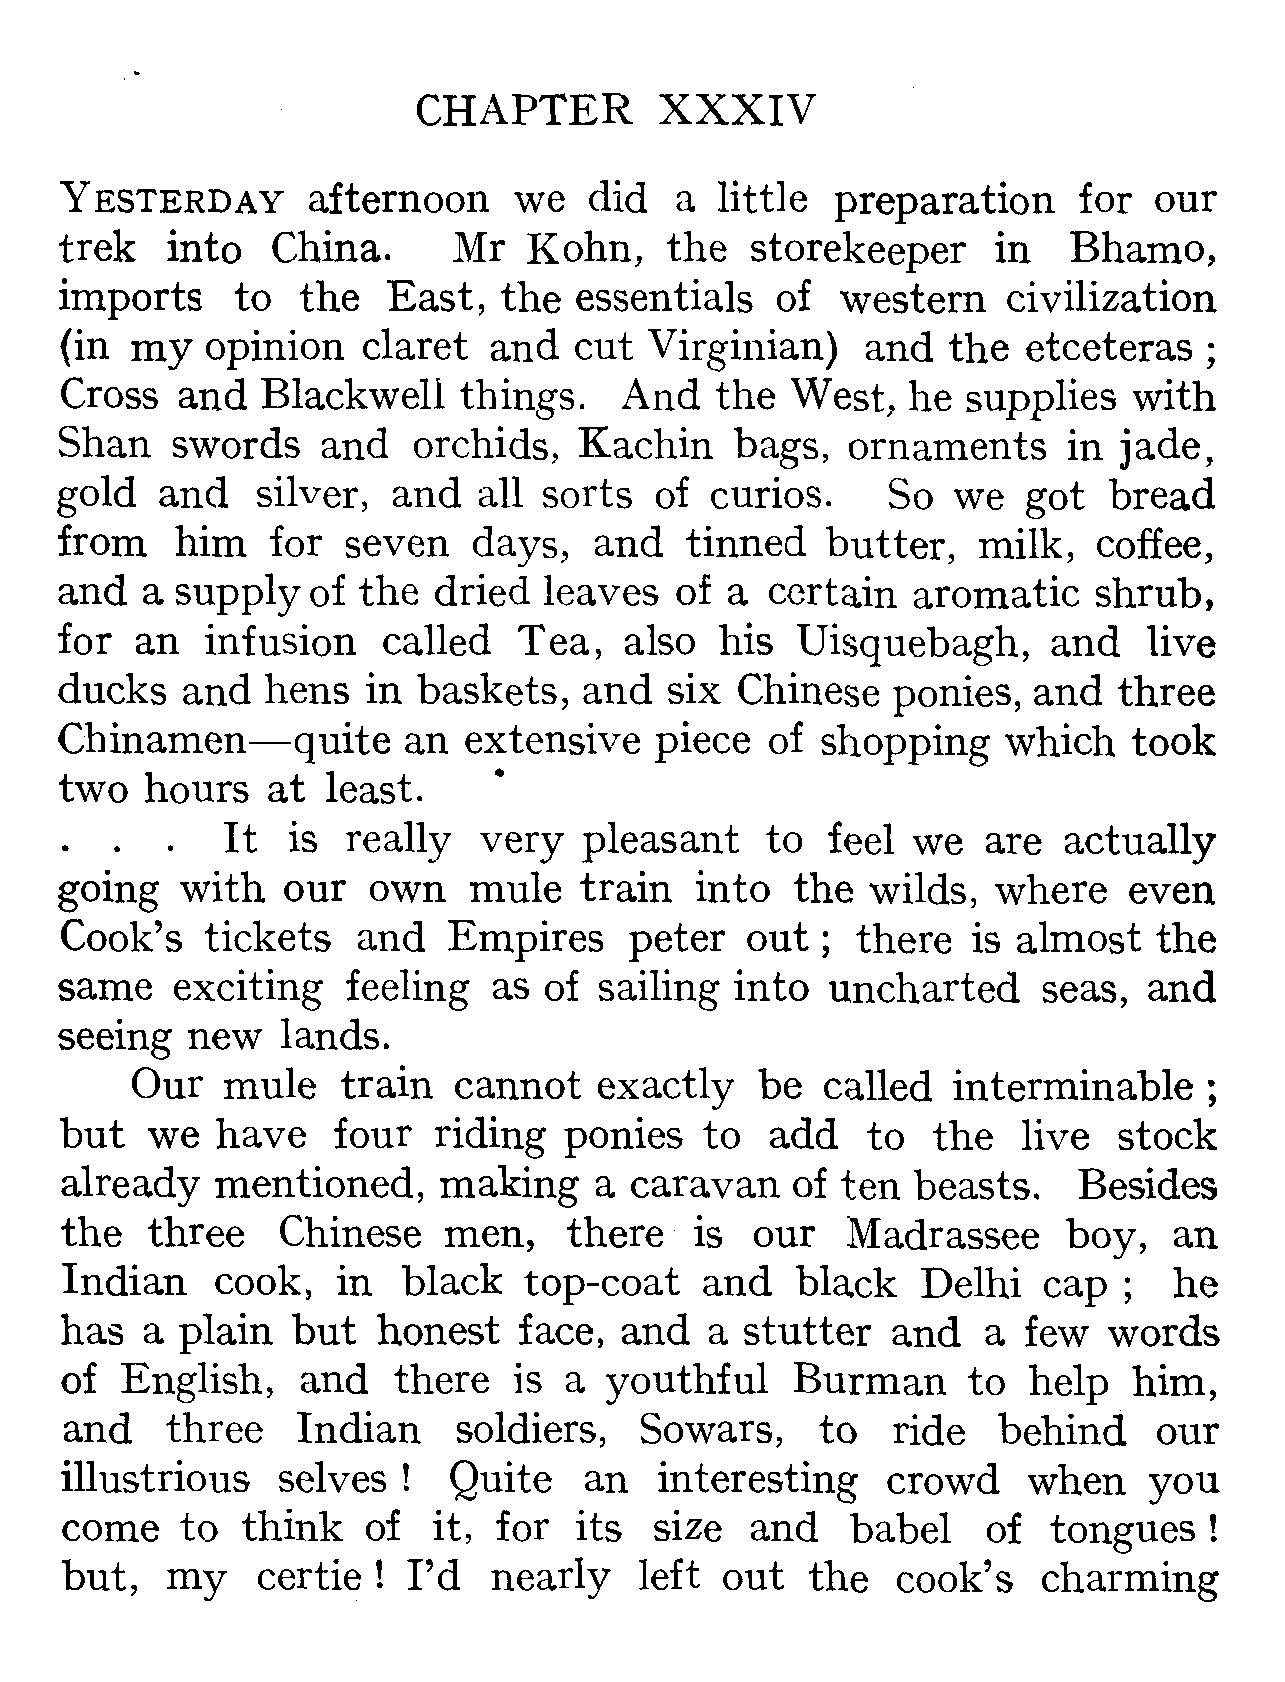 CHAPTER XXXIV
YESTERDAY afternoon we did a little preparation for our
trek into China. Mr Kohn, the storekeeper in Bhamo,
imports to the East, the essentials of western civilization
(in my opinion claret and cut Virginian) and the etceteras ;
Cross and Blackwell things. And the West, he supplies with
Shan swords and orchids, Kachin bags, ornaments in jade,
gold and silver, and all sorts of curios. So we got bread
from him for seven days, and tinned butter, milk, coffee,
and a supply of the dried leaves of a certain aromatic shrub,
for an infusion called Tea, also his Uisquebagh, and live
ducks and hens in baskets, and six Chinese ponies, and three
Chinamen—quite an extensive piece of shopping which took
two hours at least.
. . . It is really very pleasant to feel we are actually
going with our own mule train into the wilds, where even
Cook's tickets and Empires peter out ; there is almost the
same exciting feeling as of sailing into uncharted seas, and
seeing new lands.
Our mule train cannot exactly be called interminable ;
but we have four riding ponies to add to the live stock
already mentioned, making a caravan of ten beasts. Besides
the three Chinese men, there is our Madrassee boy, an
Indian cook, in black top-coat and black Delhi cap ; he
has a plain but honest face, and a stutter and a few words
of English, and there is a youthful Burman to help him,
and three Indian soldiers, Sowars, to ride behind our
illustrious selves ! Quite an interesting crowd when you
come to think of it, for its size and babel of tongues !
but, my certie ! I'd nearly left out the cook's charming